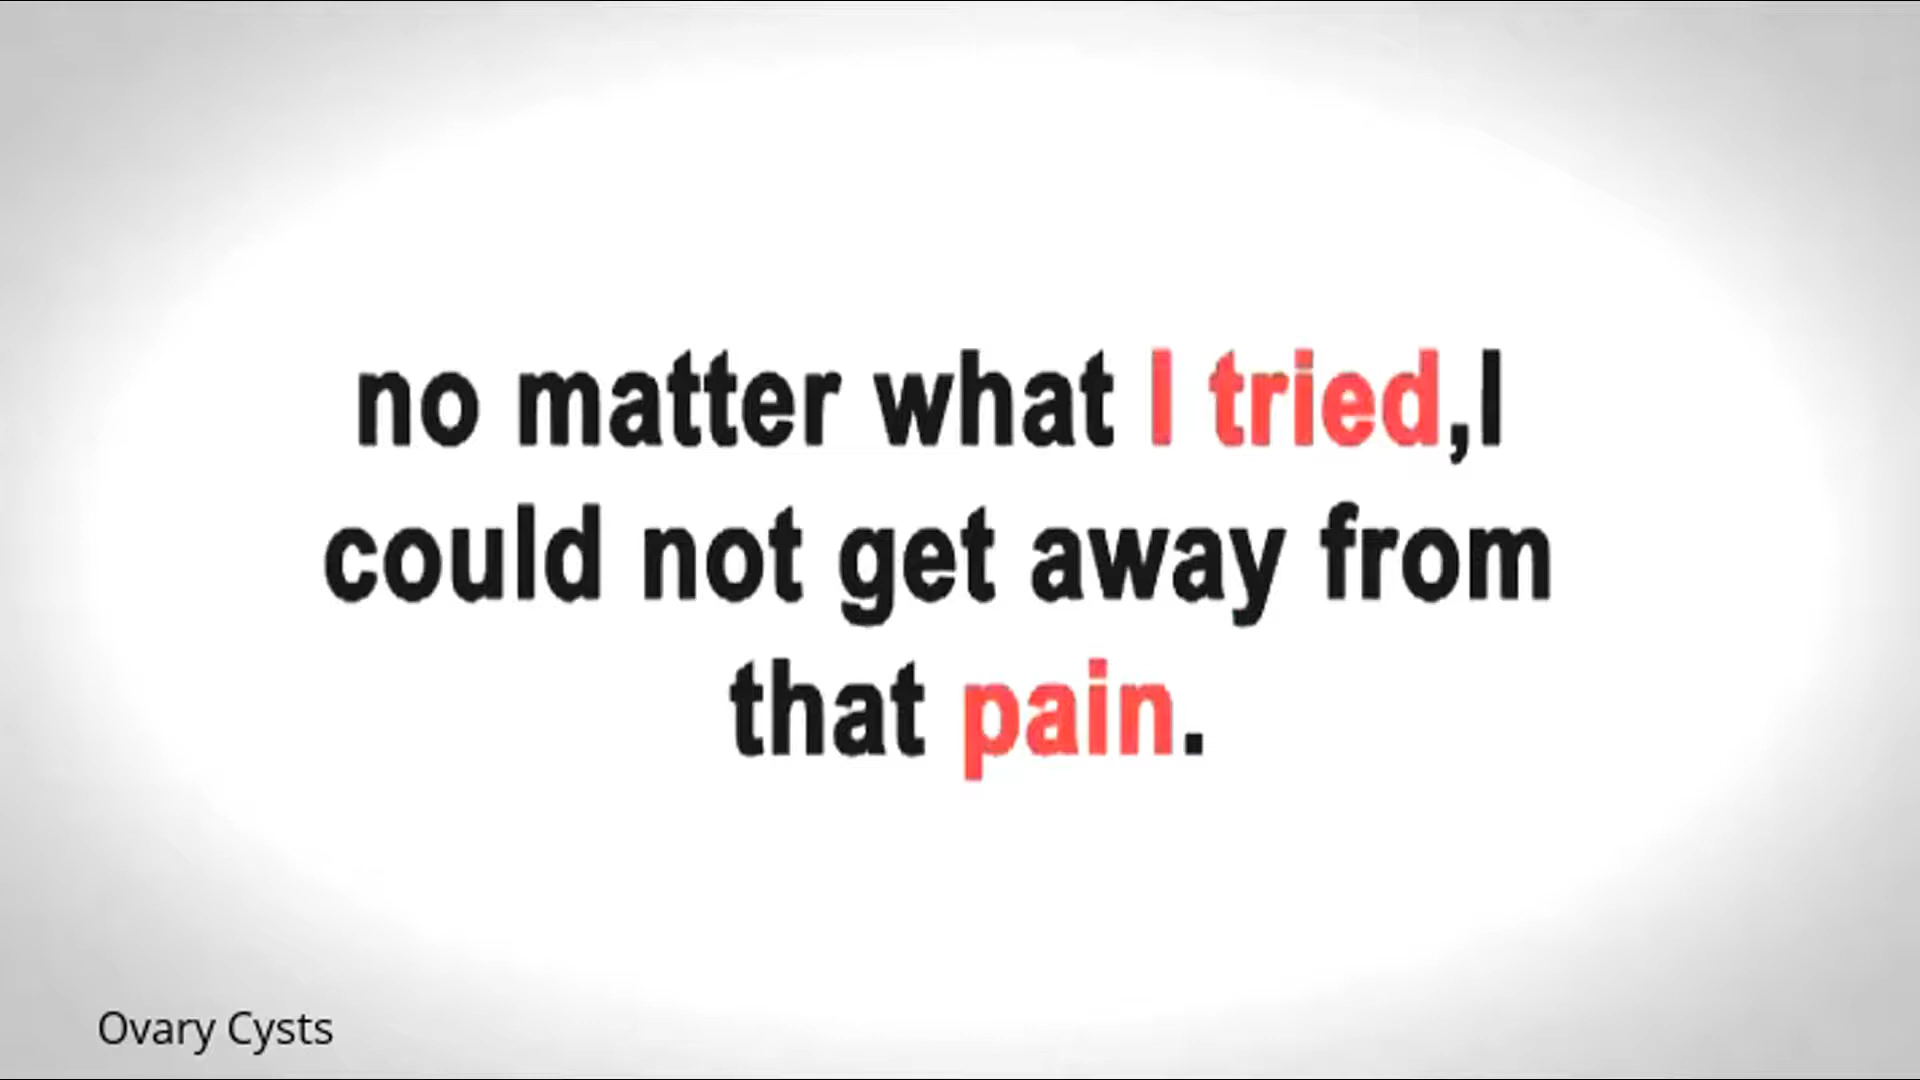 no matter what I tried,I
could not get away from
that pain.
Ovary Cysts